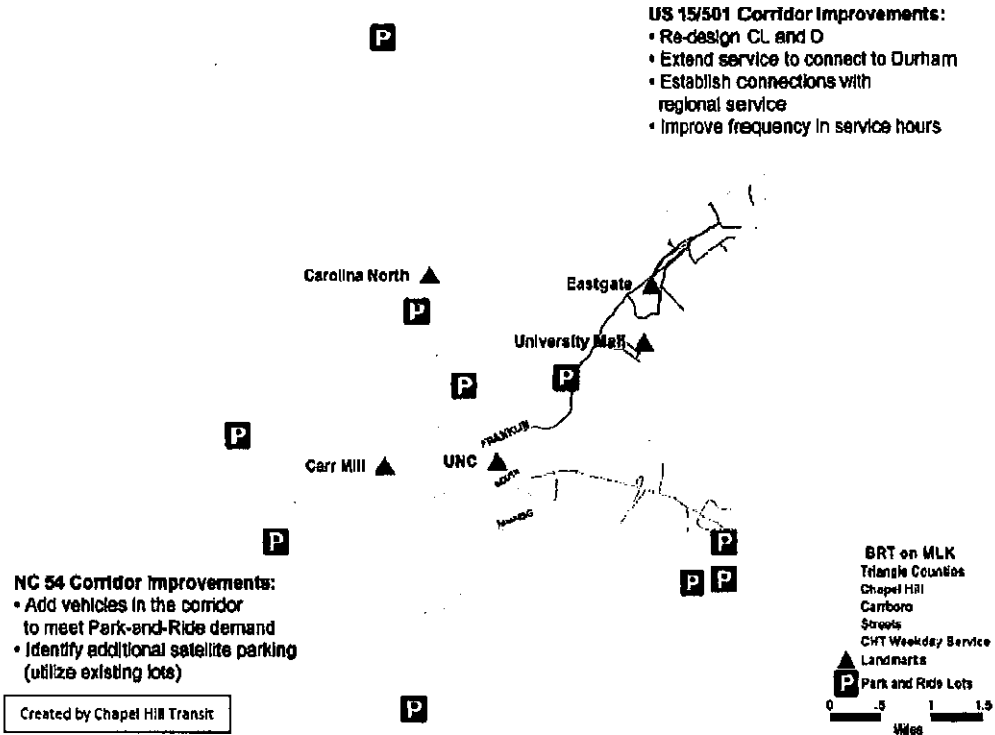 US 15/501 Corridor Improvements:
• Re-design CL and D
• Extend service to connect to Durham
• Establish connections with
regional service
• Improve frequency in service hours
P
Carolina North
Eastgate
P
University Mall
P
P
P
FRANKLIN
Carr Mill
UNC
SOUTH
MANNING
P
P
P
P
NC 54 Corridor Improvements:
• Add vehicles in the corridor
to meet Park-and-Ride demand
• Identify additional satellite parking
(utilize existing lots)
Created by Chapel Hill Transit
P
BRT on MLK
Triangle Counties
Chapel Hill
Carrboro
Streets
CHT Weekday Service
Landmarks
P Park and Ride Lots
0 .5 1 1.5
Miles